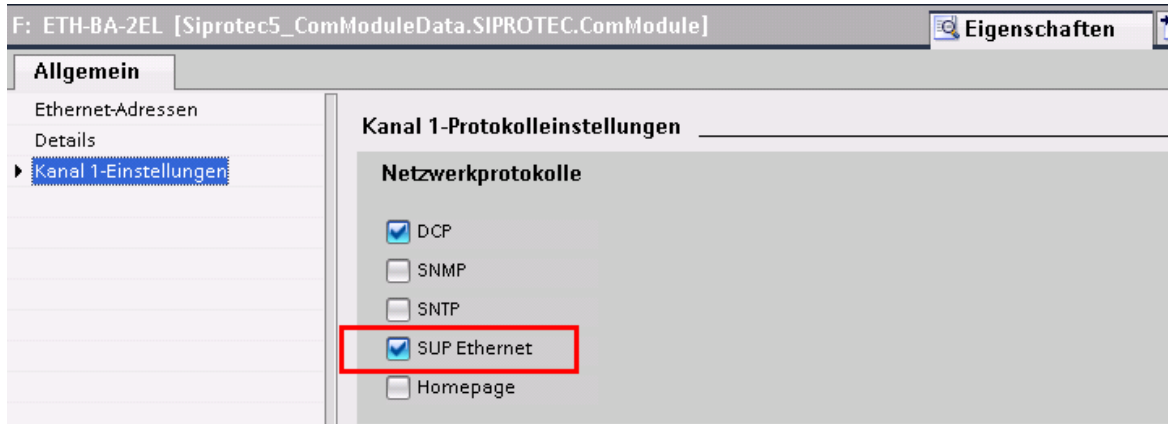 F: ETH-BA-2EL [Siprotec5_ComModuleData.SIPROTEC.ComModule]
Eigenschaften
Allgemein
Ethernet-Adressen
Details
Kanal 1-Einstellungen
Kanal 1-Protokolleinstellungen
Netzwerkprotokolle
DCP
SNMP
SNTP
SUP Ethernet
Homepage